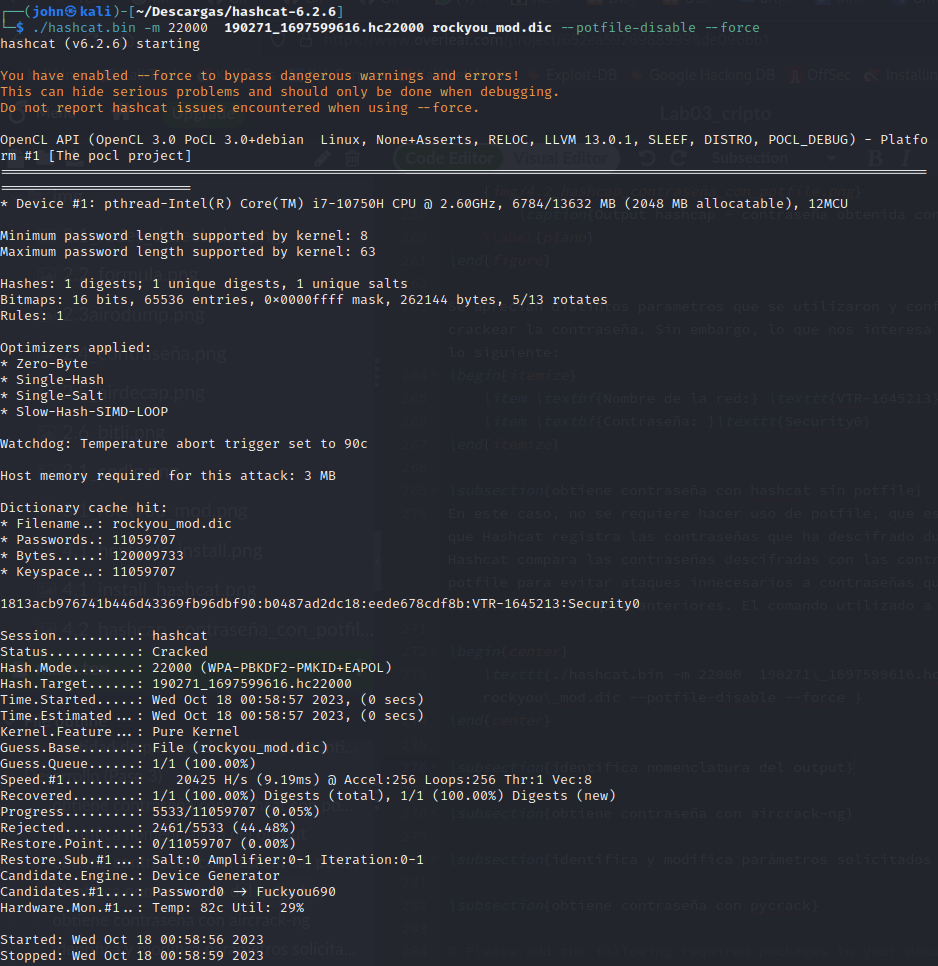 ┌──(john㉿kali)-[~/Descargas/hashcat-6.2.6]
└─$ ./hashcat.bin -m 22000  190271_1697599616.hc22000 rockyou_mod.dic --potfile-disable --force
hashcat (v6.2.6) starting
You have enabled --force to bypass dangerous warnings and errors!
This can hide serious problems and should only be done when debugging.
Do not report hashcat issues encountered when using --force.
OpenCL API (OpenCL 3.0 PoCL 3.0+debian  Linux, None+Asserts, RELOC, LLVM 13.0.1, SLEEF, DISTRO, POCL_DEBUG) - Platfo
rm #1 [The pocl project]
* Device #1: pthread-Intel(R) Core(TM) i7-10750H CPU @ 2.60GHz, 6784/13632 MB (2048 MB allocatable), 12MCU
Minimum password length supported by kernel: 8
Maximum password length supported by kernel: 63
Hashes: 1 digests; 1 unique digests, 1 unique salts
Bitmaps: 16 bits, 65536 entries, 0x0000ffff mask, 262144 bytes, 5/13 rotates
Rules: 1
Optimizers applied:
* Zero-Byte
* Single-Hash
* Single-Salt
* Slow-Hash-SIMD-LOOP
Watchdog: Temperature abort trigger set to 90c
Host memory required for this attack: 3 MB
Dictionary cache hit:
* Filename..: rockyou_mod.dic
* Passwords.: 11059707
* Bytes.....: 120009733
* Keyspace..: 11059707
1813acb976741b446d43369fb96dbf90:b0487ad2dc18:eede678cdf8b:VTR-1645213:Security0
Session..........: hashcat
Status...........: Cracked
Hash.Mode........: 22000 (WPA-PBKDF2-PMKID+EAPOL)
Hash.Target......: 190271_1697599616.hc22000
Time.Started.....: Wed Oct 18 00:58:57 2023, (0 secs)
Time.Estimated...: Wed Oct 18 00:58:57 2023, (0 secs)
Kernel.Feature...: Pure Kernel
Guess.Base.......: File (rockyou_mod.dic)
Guess.Queue......: 1/1 (100.00%)
Speed.#1.........:    20425 H/s (9.19ms) @ Accel:256 Loops:256 Thr:1 Vec:8
Recovered........: 1/1 (100.00%) Digests (total), 1/1 (100.00%) Digests (new)
Progress.........: 5533/11059707 (0.05%)
Rejected.........: 2461/5533 (44.48%)
Restore.Point....: 0/11059707 (0.00%)
Restore.Sub.#1...: Salt:0 Amplifier:0-1 Iteration:0-1
Candidate.Engine.: Device Generator
Candidates.#1....: Password0 -> Fuckyou690
Hardware.Mon.#1..: Temp: 82c Util: 29%
Started: Wed Oct 18 00:58:56 2023
Stopped: Wed Oct 18 00:58:59 2023